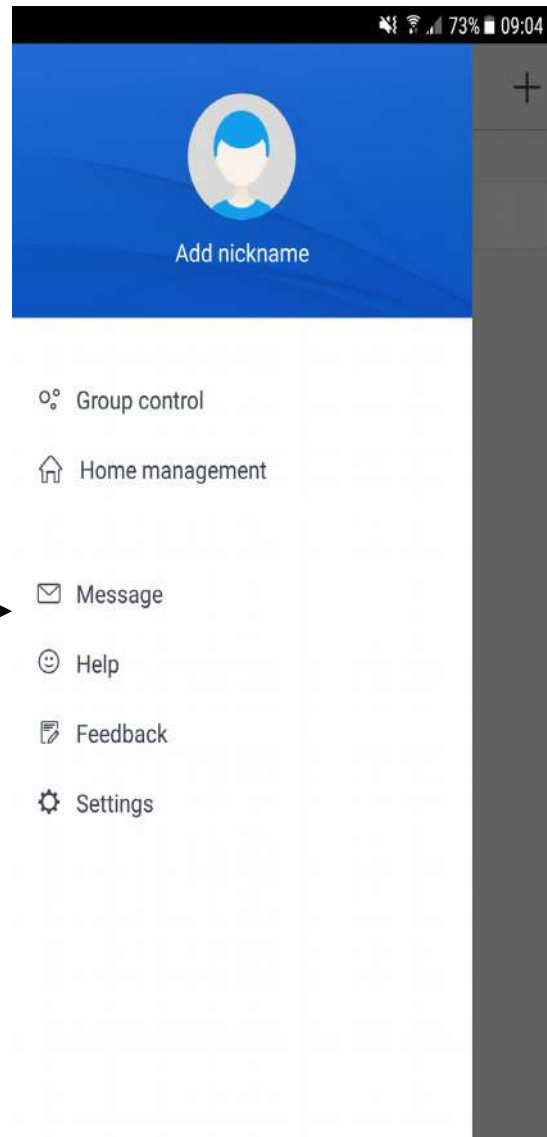 73% 09:04
Add nickname
Group control
Home management
Message
Help
Feedback
Settings